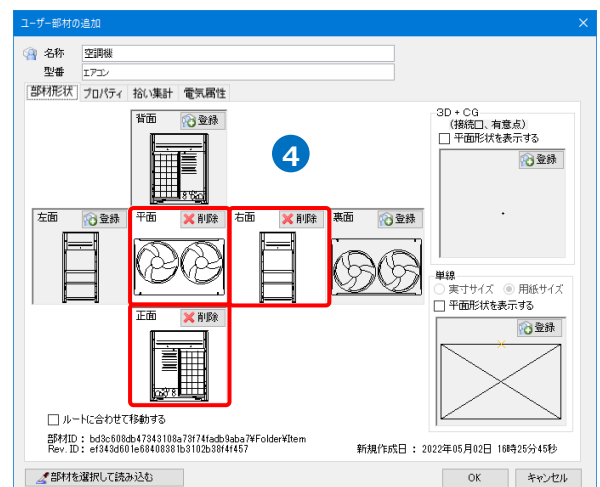 ユーザー部材の追加
名称 空調機
型番 エアコン
部材形状 プロパティ 拾い集計 電気属性
背面 登録
4
3D + CG
(接続口、有意点)
平面形状を表示する
登録
左面 登録 平面 削除 右面 削除 裏面 登録
単線
実寸サイズ 用紙サイズ
平面形状を表示する
登録
正面 削除
ルートに合わせて移動する
部材ID : bd3c608db47343108a73f74fadb9aba7¥Folder¥Item
Rev. ID : ef343d601e68408381b3102b38f4f457 新規作成日 : 2022年05月02日 16時25分45秒
部材を選択して読み込む OK キャンセル